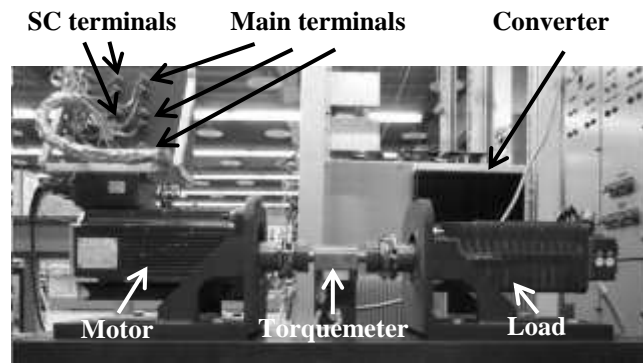 SC terminals
Main terminals
Converter
Motor
Torquemeter
Load